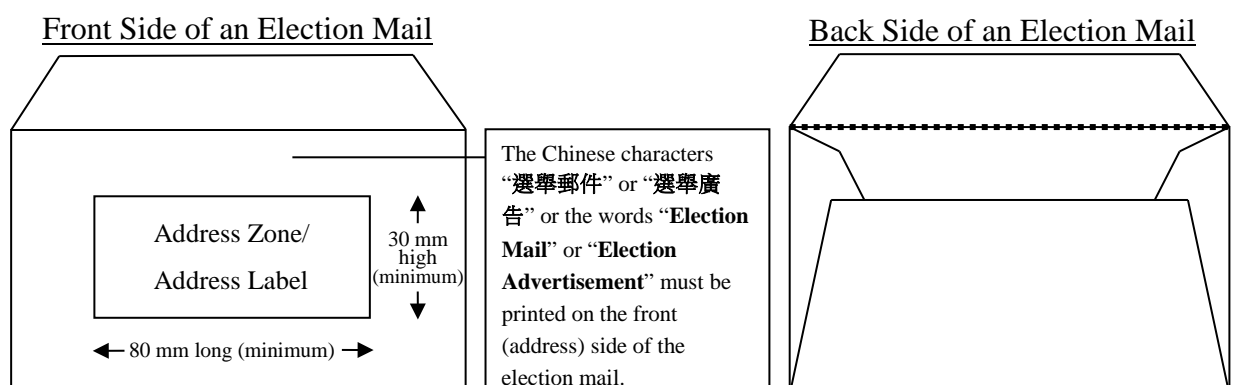 Front Side of an Election Mail
Back Side of an Election Mail
Address Zone/
Address Label
30 mm
high
(minimum)
80 mm long (minimum)
The Chinese characters
“選舉郵件” or “選舉廣
告” or the words “Election
Mail” or “Election
Advertisement” must be
printed on the front
(address) side of the
election mail.